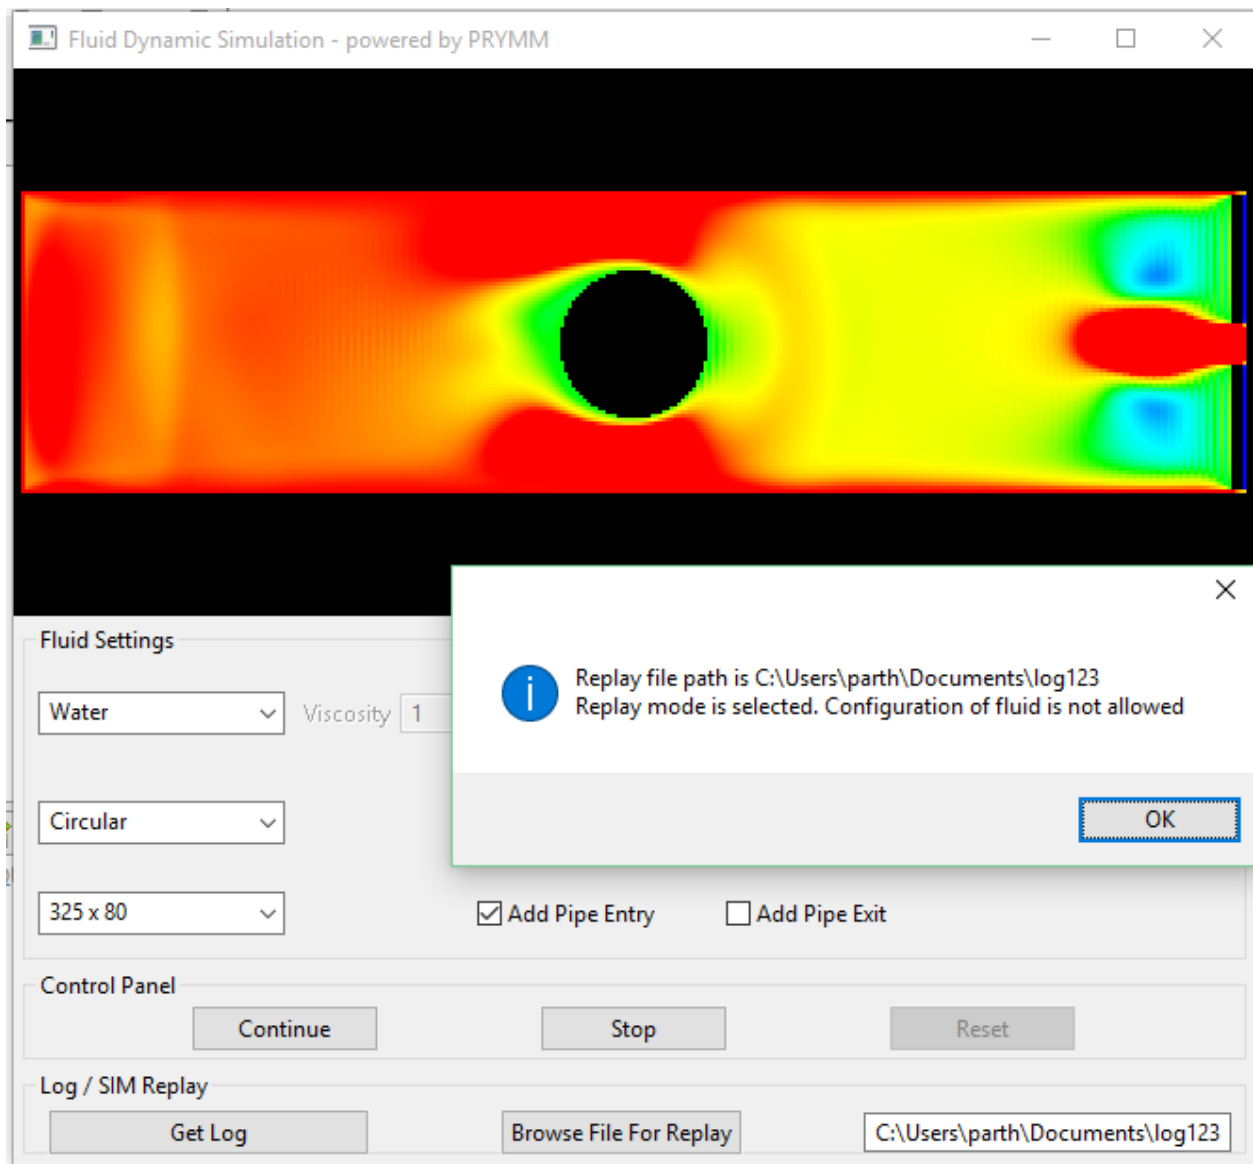 Fluid Dynamic Simulation - powered by PRYMM
Fluid Settings
Replay file path is C:\Users\parth\Documents\log123
Replay mode is selected. Configuration of fluid is not allowed
OK
Water
Viscosity 1
Circular
325 x 80
Add Pipe Entry
Add Pipe Exit
Control Panel
Continue
Stop
Reset
Log / SIM Replay
Get Log
Browse File For Replay
C:\Users\parth\Documents\log123